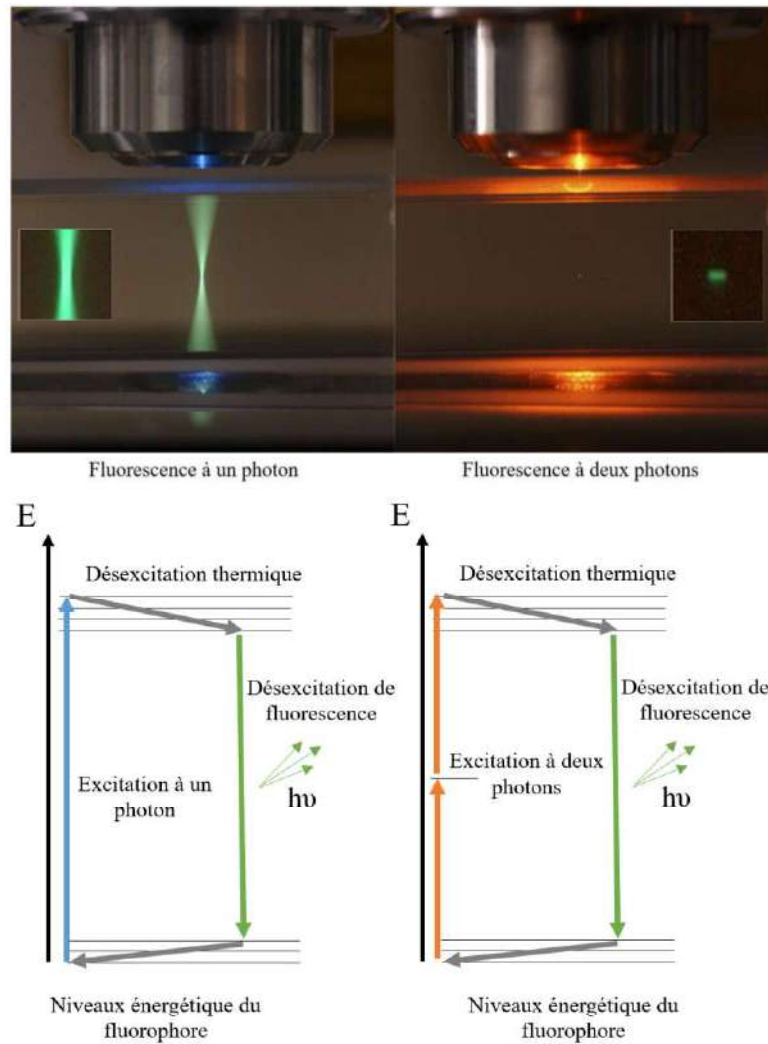 Fluorescence à un photon
Fluorescence à deux photons
E
Désexcitation thermique
Désexcitation de
fluorescence
Excitation à un
photon
hυ
Niveaux énergétique du
fluorophore
E
Désexcitation thermique
Désexcitation de
fluorescence
Excitation à deux
photons
hυ
Niveaux énergétique du
fluorophore